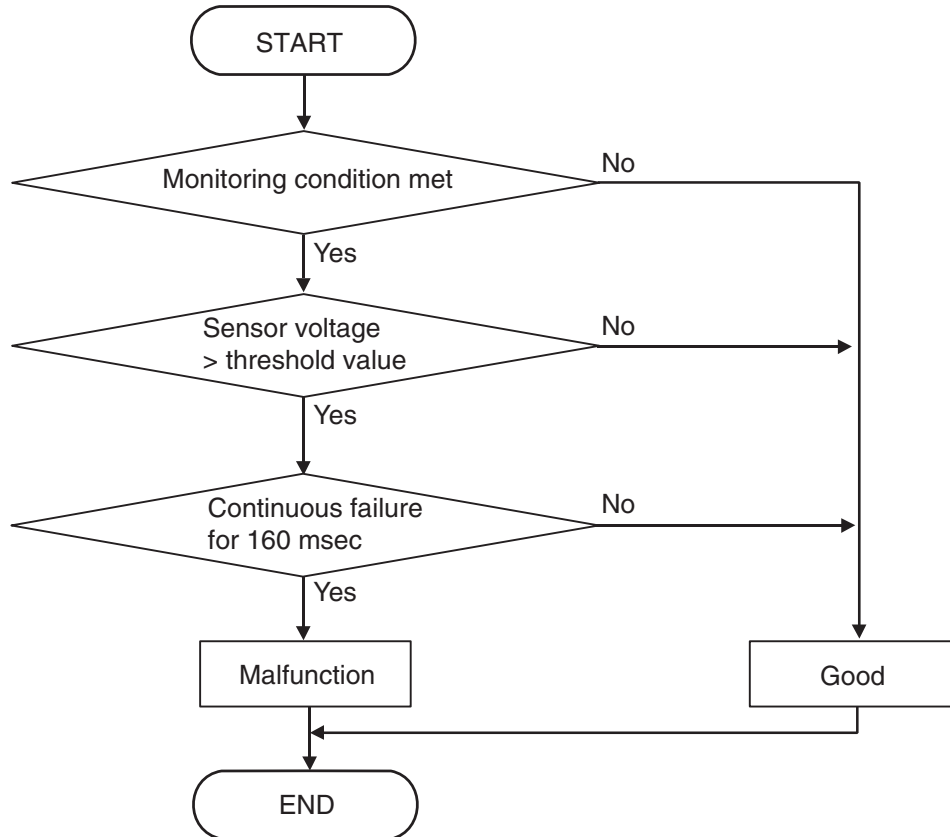 START
Monitoring condition met
No
Yes
Sensor voltage
> threshold value
No
Yes
Continuous failure
for 160 msec
No
Yes
Malfunction
Good
END